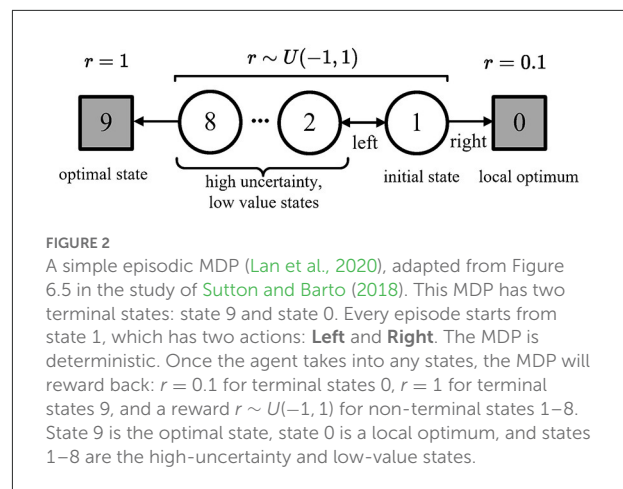 r = 1
r ∼ U(−1, 1)
r = 0.1
9
8
···
2
1
0
left
right
optimal state
high uncertainty,
low value states
initial state
local optimum
FIGURE 2
A simple episodic MDP (Lan et al., 2020), adapted from Figure
6.5 in the study of Sutton and Barto (2018). This MDP has two
terminal states: state 9 and state 0. Every episode starts from
state 1, which has two actions: Left and Right. The MDP is
deterministic. Once the agent takes into any states, the MDP will
reward back: r = 0.1 for terminal states 0, r = 1 for terminal
states 9, and a reward r ∼ U(−1, 1) for non-terminal states 1–8.
State 9 is the optimal state, state 0 is a local optimum, and states
1–8 are the high-uncertainty and low-value states.